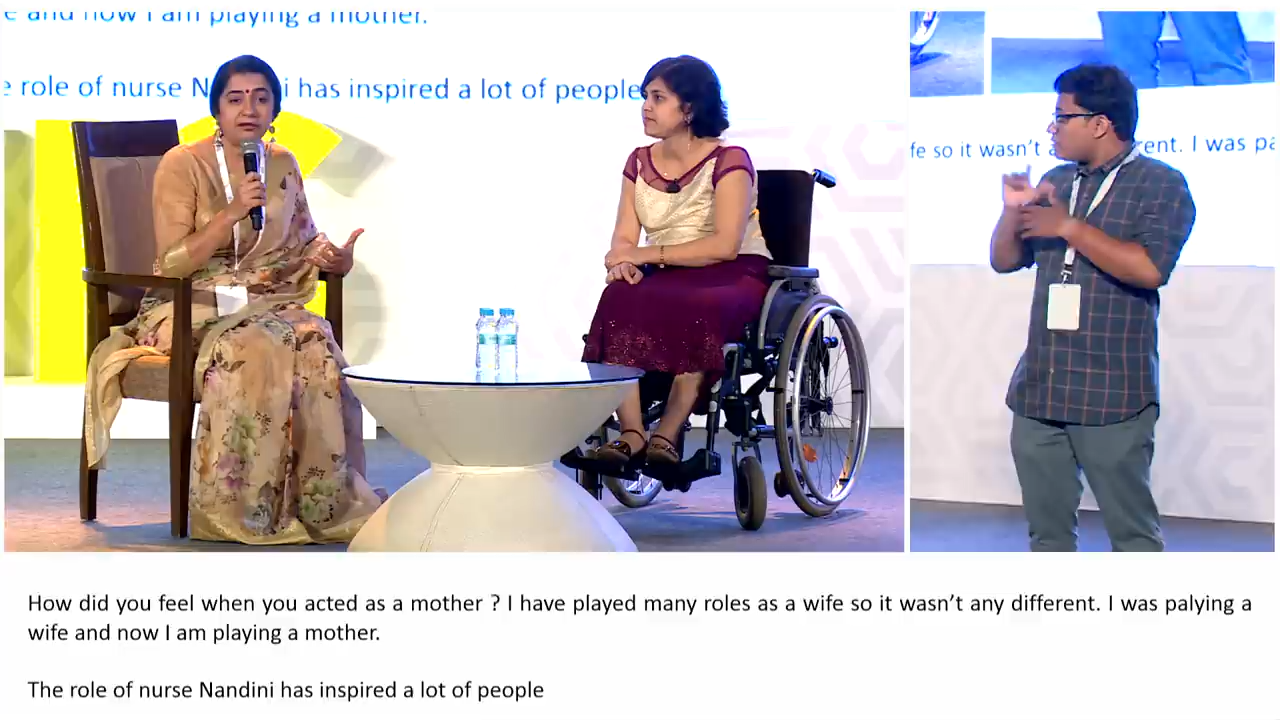 e and now I am playing a mother.
e role of nurse N i has inspired a lot of people
fe so it wasn't a rent. I was pa
How did you feel when you acted as a mother ? I have played many roles as a wife so it wasn't any different. I was palying a
wife and now I am playing a mother.
The role of nurse Nandini has inspired a lot of people